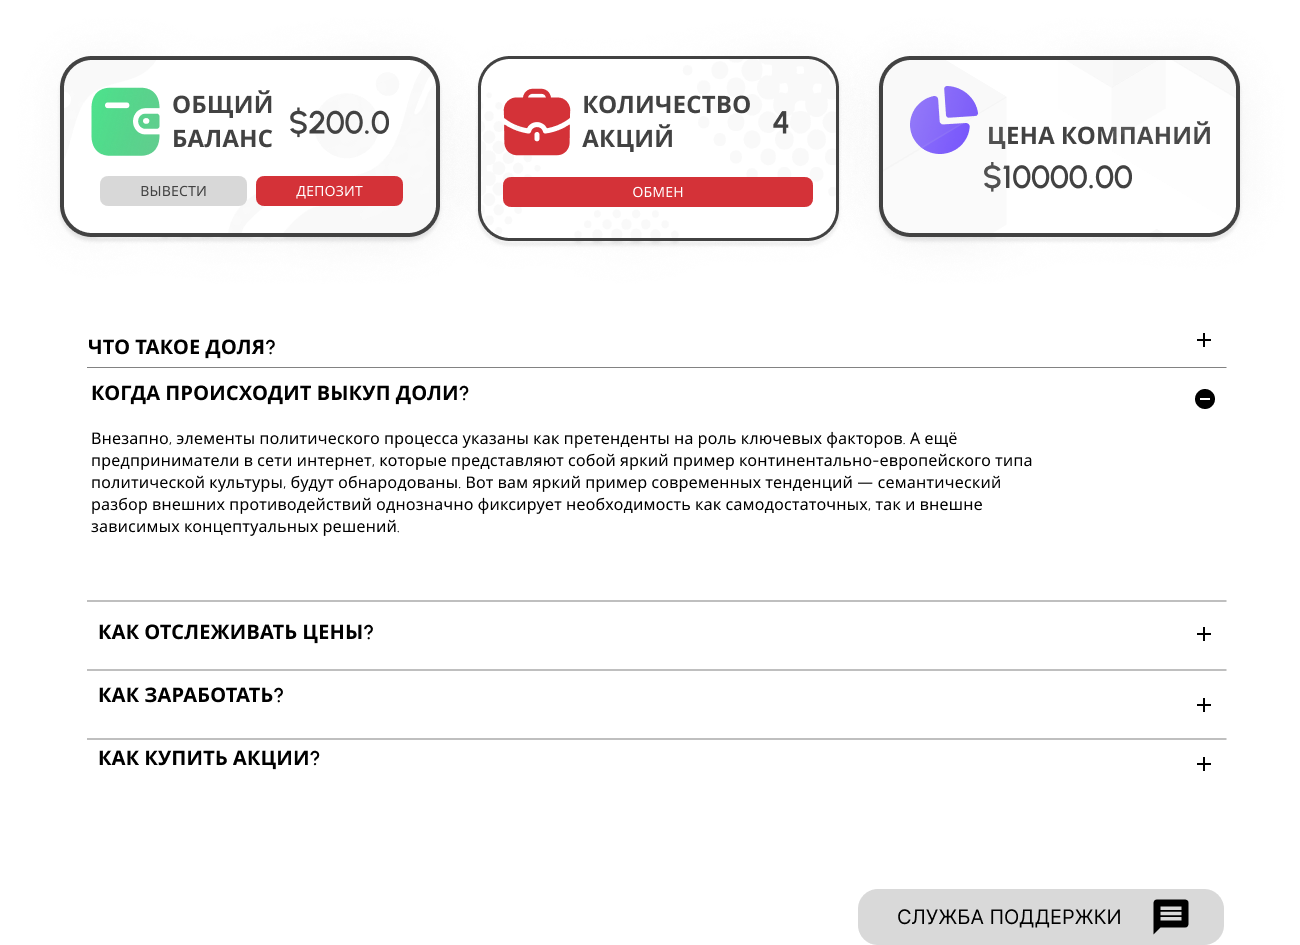 ОБЩИЙ
БАЛАНС
$200.0
ВЫВЕСТИ
ДЕПОЗИТ
КОЛИЧЕСТВО
АКЦИЙ
4
ОБМЕН
ЦЕНА КОМПАНИЙ
$10000.00
ЧТО ТАКОЕ ДОЛЯ?
КОГДА ПРОИСХОДИТ ВЫКУП ДОЛИ?
Внезапно, элементы политического процесса указаны как претенденты на роль ключевых факторов. А ещё
предприниматели в сети интернет, которые представляют собой яркий пример континентально-европейского типа
политической культуры, будут обнародованы. Вот вам яркий пример современных тенденций — семантический
разбор внешних противодействий однозначно фиксирует необходимость как самодостаточных, так и внешне
зависимых концептуальных решений.
КАК ОТСЛЕЖИВАТЬ ЦЕНЫ?
КАК ЗАРАБОТАТЬ?
КАК КУПИТЬ АКЦИИ?
СЛУЖБА ПОДДЕРЖКИ